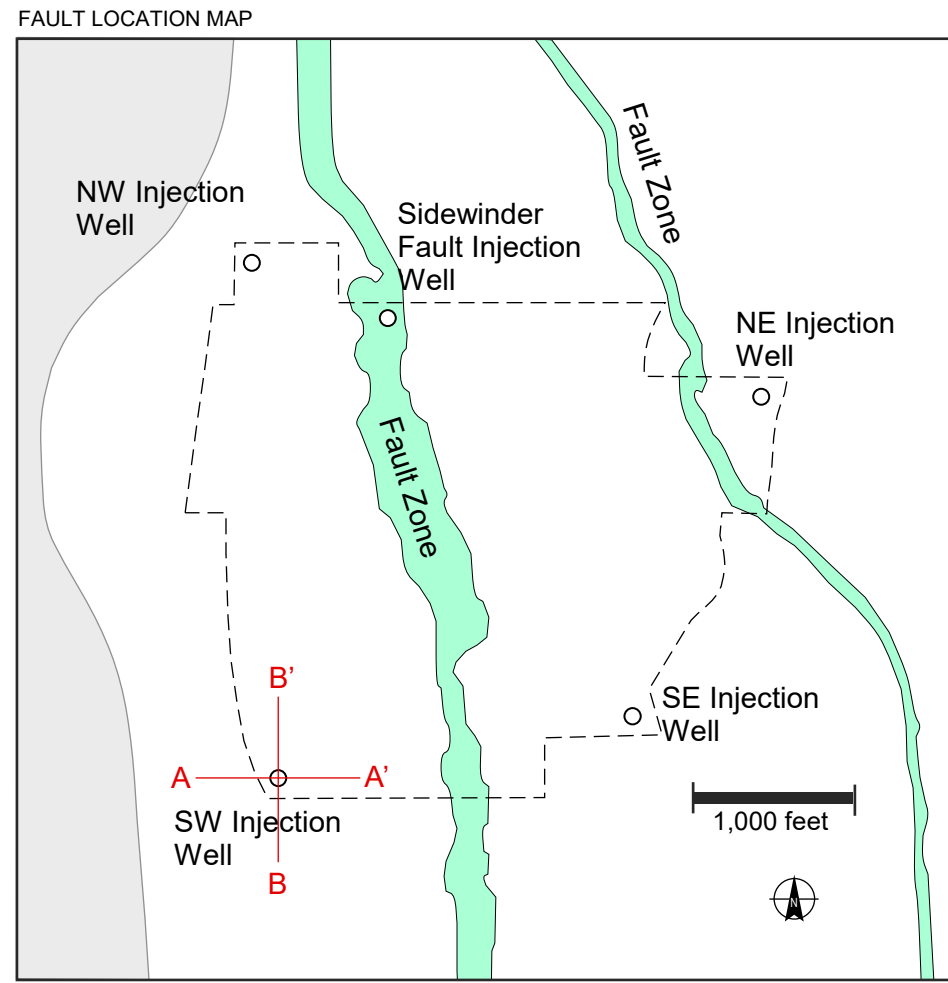 FAULT LOCATION MAP
Fault Zone
NW Injection
Well
Sidewinder
Fault Injection
Well
NE Injection
Well
Fault Zone
B’
SE Injection
Well
A
A’
SW Injection
Well
1,000 feet
B
N